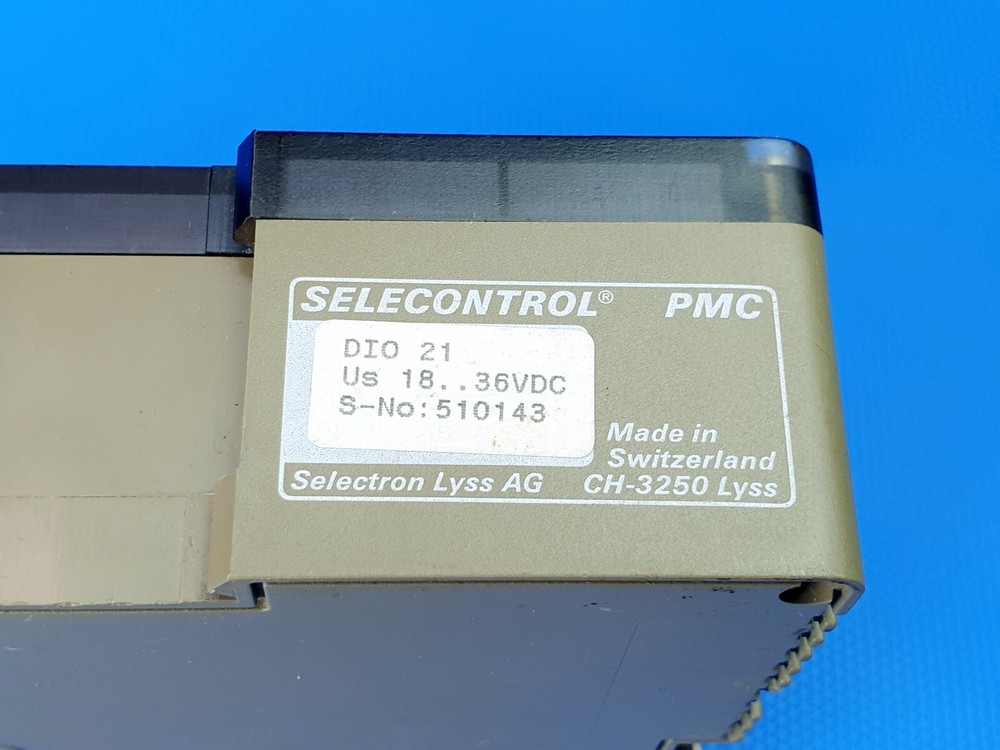 SELECONTROL® PMC
DIO 21
Us 18..36VDC
S-No:510143
Made in
Switzerland
Selectron Lyss AG CH-3250 Lyss